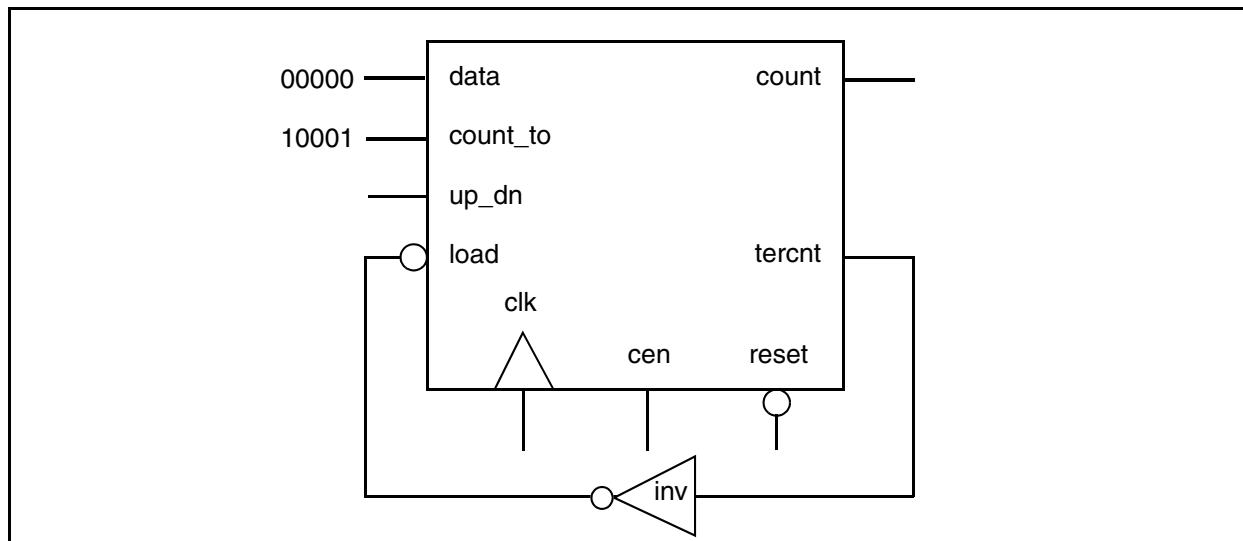 00000 data count
10001 count_to
up_dn
load tercnt
clk
cen reset
inv